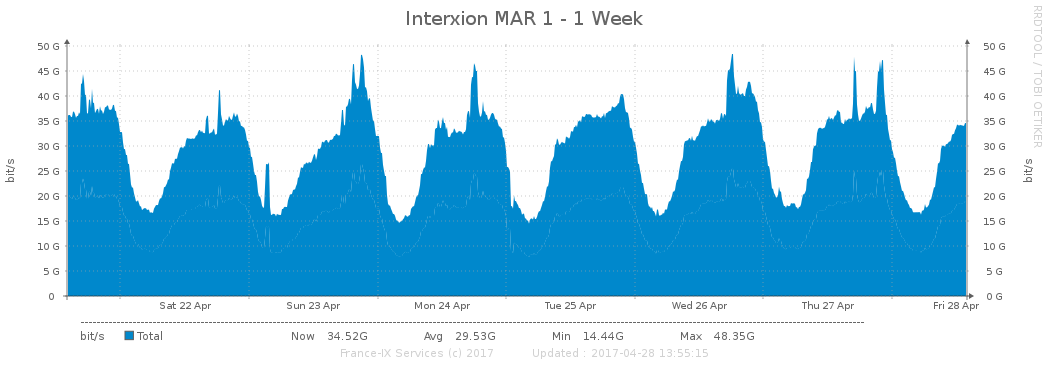 Interxion MAR 1 - 1 Week
RRDTOOL / TOBI OETIKER
50 G 50 G
45 G 45 G
40 G 40 G
35 G 35 G
30 G 30 G
25 G 25 G
20 G 20 G
15 G 15 G
10 G 10 G
5 G 5 G
0 0 G
bit/s bit/s
Sat 22 Apr Sun 23 Apr Mon 24 Apr Tue 25 Apr Wed 26 Apr Thu 27 Apr Fri 28 Apr
bit/s Total Now 34.52G Avg 29.53G Min 14.44G Max 48.35G
France-IX Services (c) 2017 Updated : 2017-04-28 13:55:15